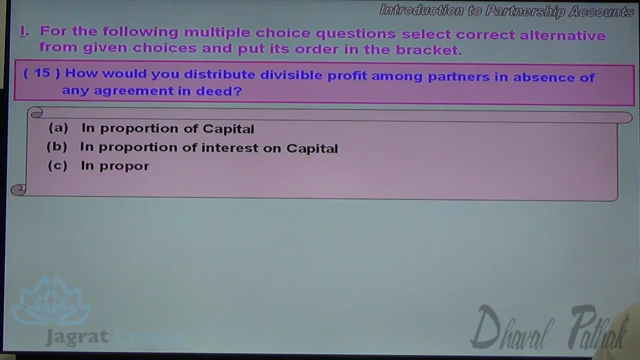 Introduction to Partnership Accounts
I. For the following multiple choice questions select correct alternative
from given choices and put its order in the bracket.
( 15 ) How would you distribute divisible profit among partners in absence of
any agreement in deed?
(a) In proportion of Capital
(b) In proportion of interest on Capital
(c) In propor
Jagrat
Dhaval Pathak